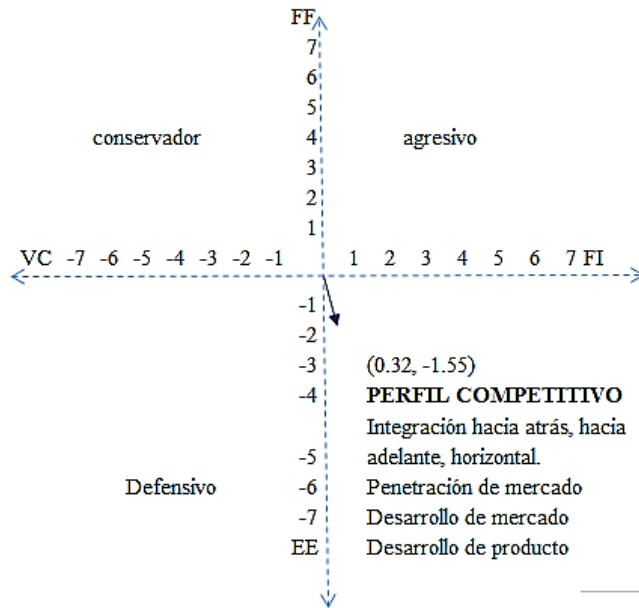 FF
7
6
5
conservador 4 agresivo
3
2
1
VC -7 -6 -5 -4 -3 -2 -1 1 2 3 4 5 6 7 FI
-1
-2
-3 (0.32, -1.55)
-4 PERFIL COMPETITIVO
Integración hacia atrás, hacia
-5 adelante, horizontal.
Defensivo -6 Penetración de mercado
-7 Desarrollo de mercado
EE Desarrollo de producto